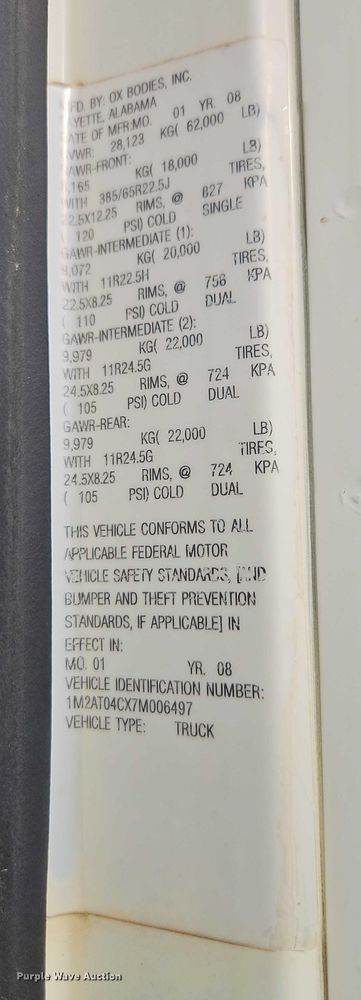 FD. BY: OX BODIES, INC.
YETTE, ALABAMA
ATE OF MFR:MO. 01 YR. 08
VWR: 28,123 KG( 62,000 LB)
AWR-FRONT:
,165 KG( 18,000 LB)
WITH 385/65R22.5J TIRES,
22.5X12.25 RIMS, @ 827 KPA
( 120 PSI) COLD SINGLE
GAWR-INTERMEDIATE (1):
9,072 KG( 20,000 LB)
WITH 11R22.5H TIRES,
22.5X8.25 RIMS, @ 758 KPA
( 110 PSI) COLD DUAL
GAWR-INTERMEDIATE (2):
9,979 KG( 22,000 LB)
WITH 11R24.5G TIRES,
24.5X8.25 RIMS, @ 724 KPA
( 105 PSI) COLD DUAL
GAWR-REAR:
9,979 KG( 22,000 LB)
WITH 11R24.5G TIRES,
24.5X8.25 RIMS, @ 724 KPA
( 105 PSI) COLD DUAL
THIS VEHICLE CONFORMS TO ALL
APPLICABLE FEDERAL MOTOR
VEHICLE SAFETY STANDARDS, [AND
BUMPER AND THEFT PREVENTION
STANDARDS, IF APPLICABLE] IN
EFFECT IN:
MO. 01 YR. 08
VEHICLE IDENTIFICATION NUMBER:
1M2AT04CX7M006497
VEHICLE TYPE: TRUCK
Purple Wave Auction